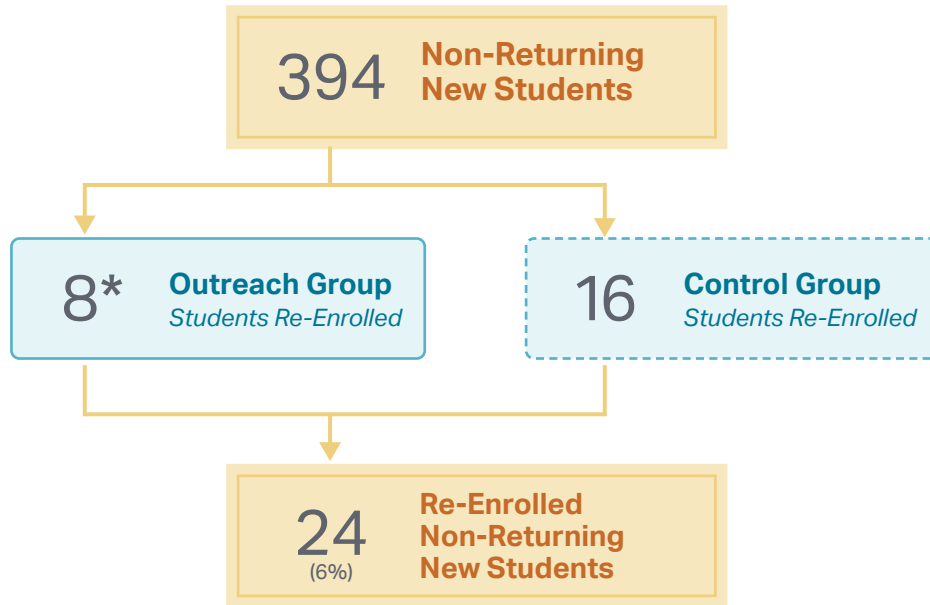 394
Non-Returning
New Students
8*
Outreach Group
Students Re-Enrolled
16
Control Group
Students Re-Enrolled
24
(6%)
Re-Enrolled
Non-Returning
New Students